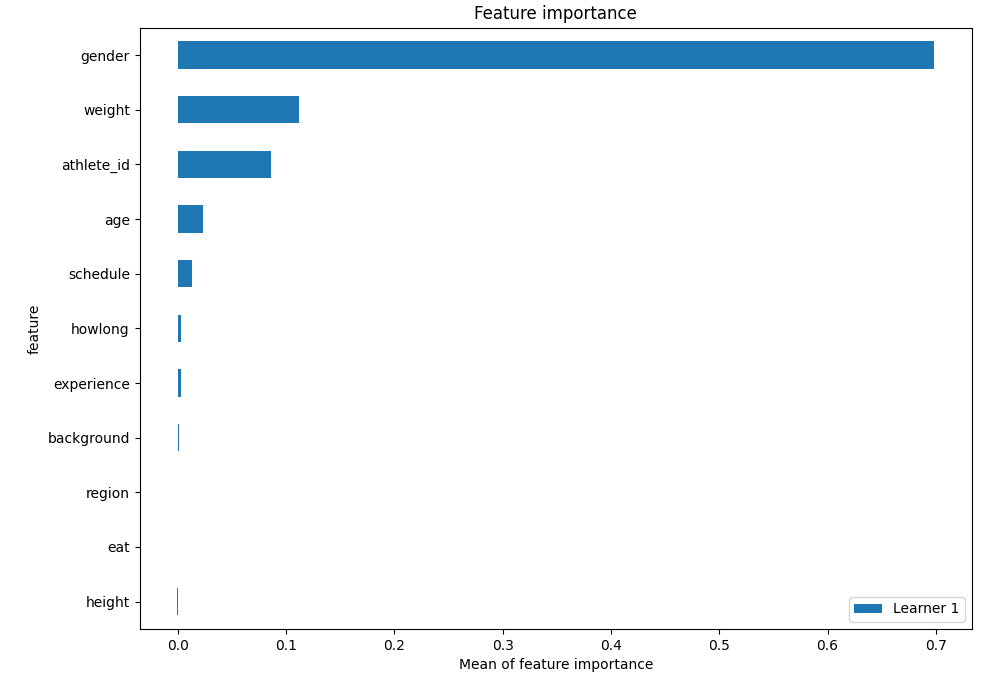 Feature importance
gender
weight
athlete_id
age
schedule
howlong
experience
background
region
eat
height
feature
Learner 1
0.0 0.1 0.2 0.3 0.4 0.5 0.6 0.7
Mean of feature importance